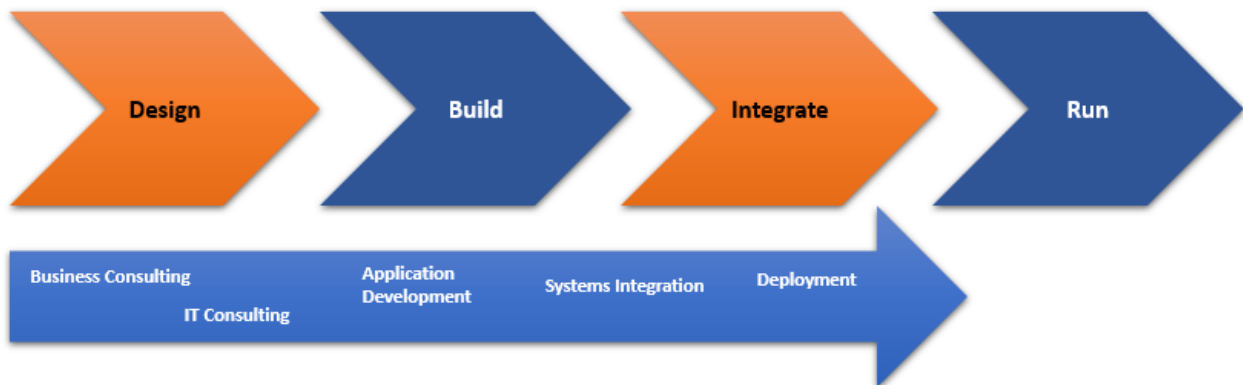 Design
Build
Integrate
Run
Business Consulting
IT Consulting
Application
Development
Systems Integration
Deployment